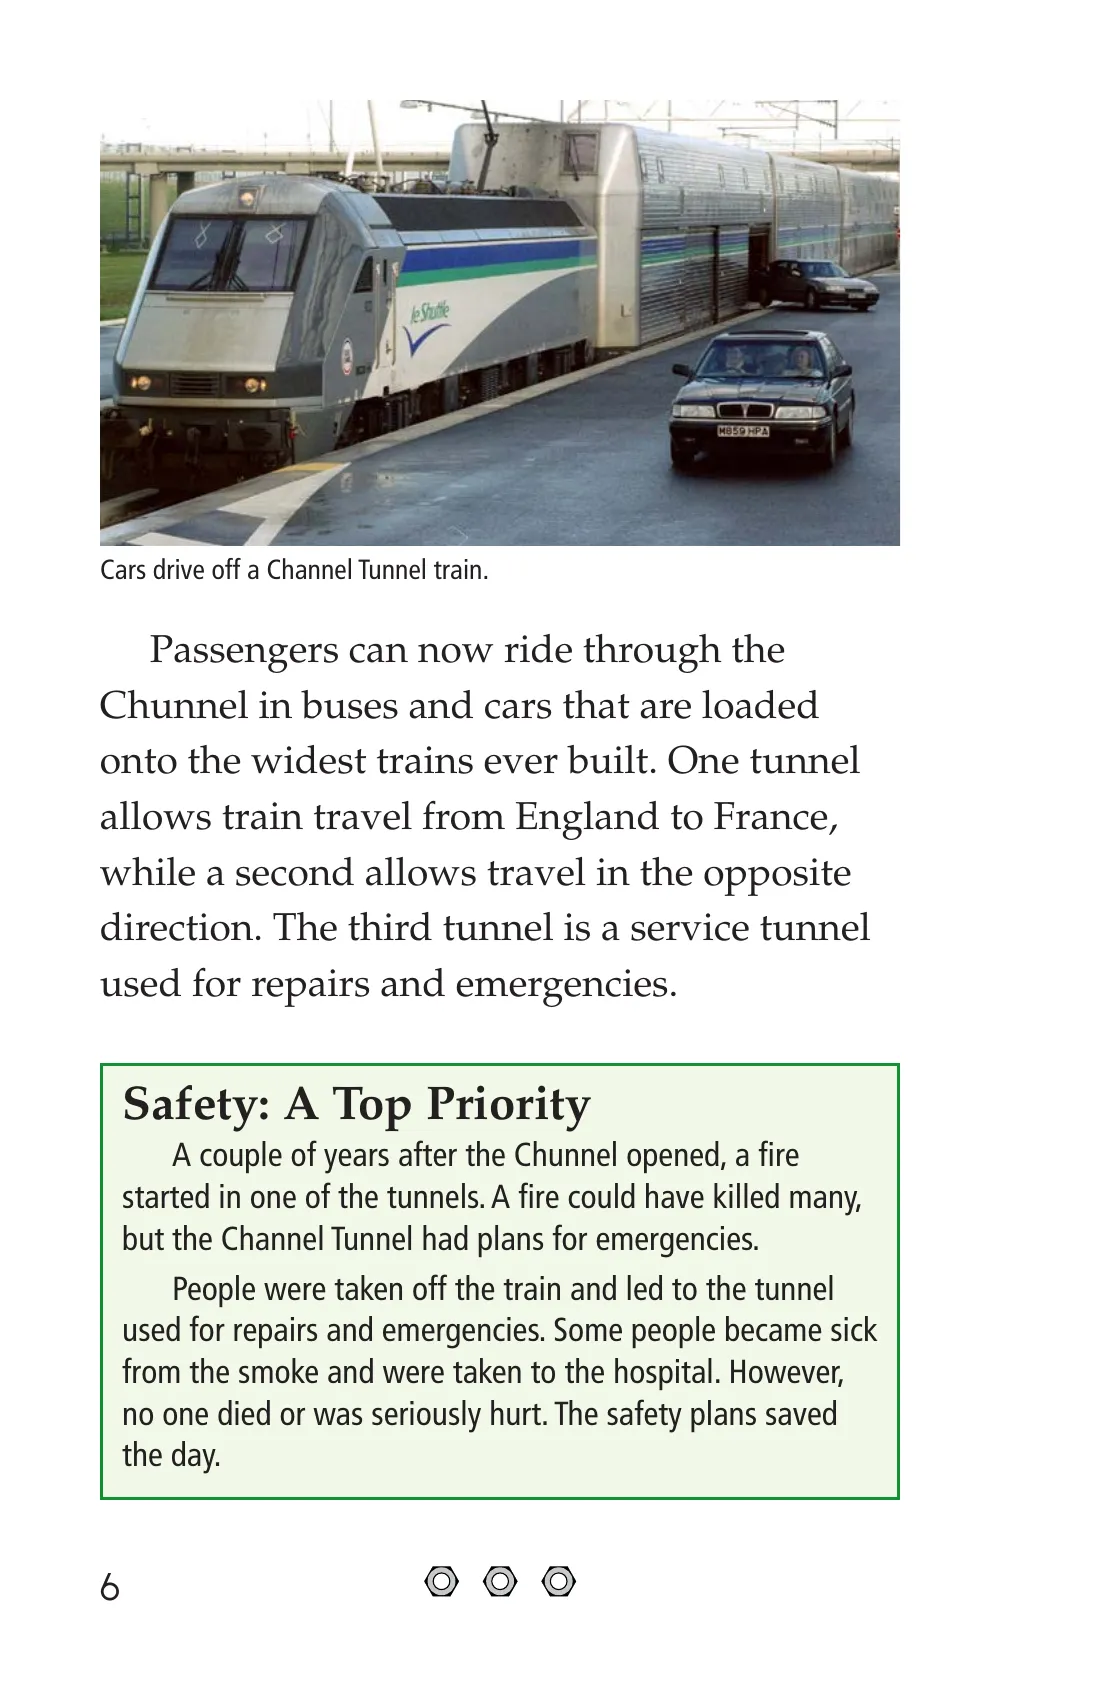 le Shuttle
M859 HPA
Cars drive off a Channel Tunnel train.
Passengers can now ride through the
Chunnel in buses and cars that are loaded
onto the widest trains ever built. One tunnel
allows train travel from England to France,
while a second allows travel in the opposite
direction. The third tunnel is a service tunnel
used for repairs and emergencies.
Safety: A Top Priority
A couple of years after the Chunnel opened, a fire
started in one of the tunnels. A fire could have killed many,
but the Channel Tunnel had plans for emergencies.
People were taken off the train and led to the tunnel
used for repairs and emergencies. Some people became sick
from the smoke and were taken to the hospital. However,
no one died or was seriously hurt. The safety plans saved
the day.
6